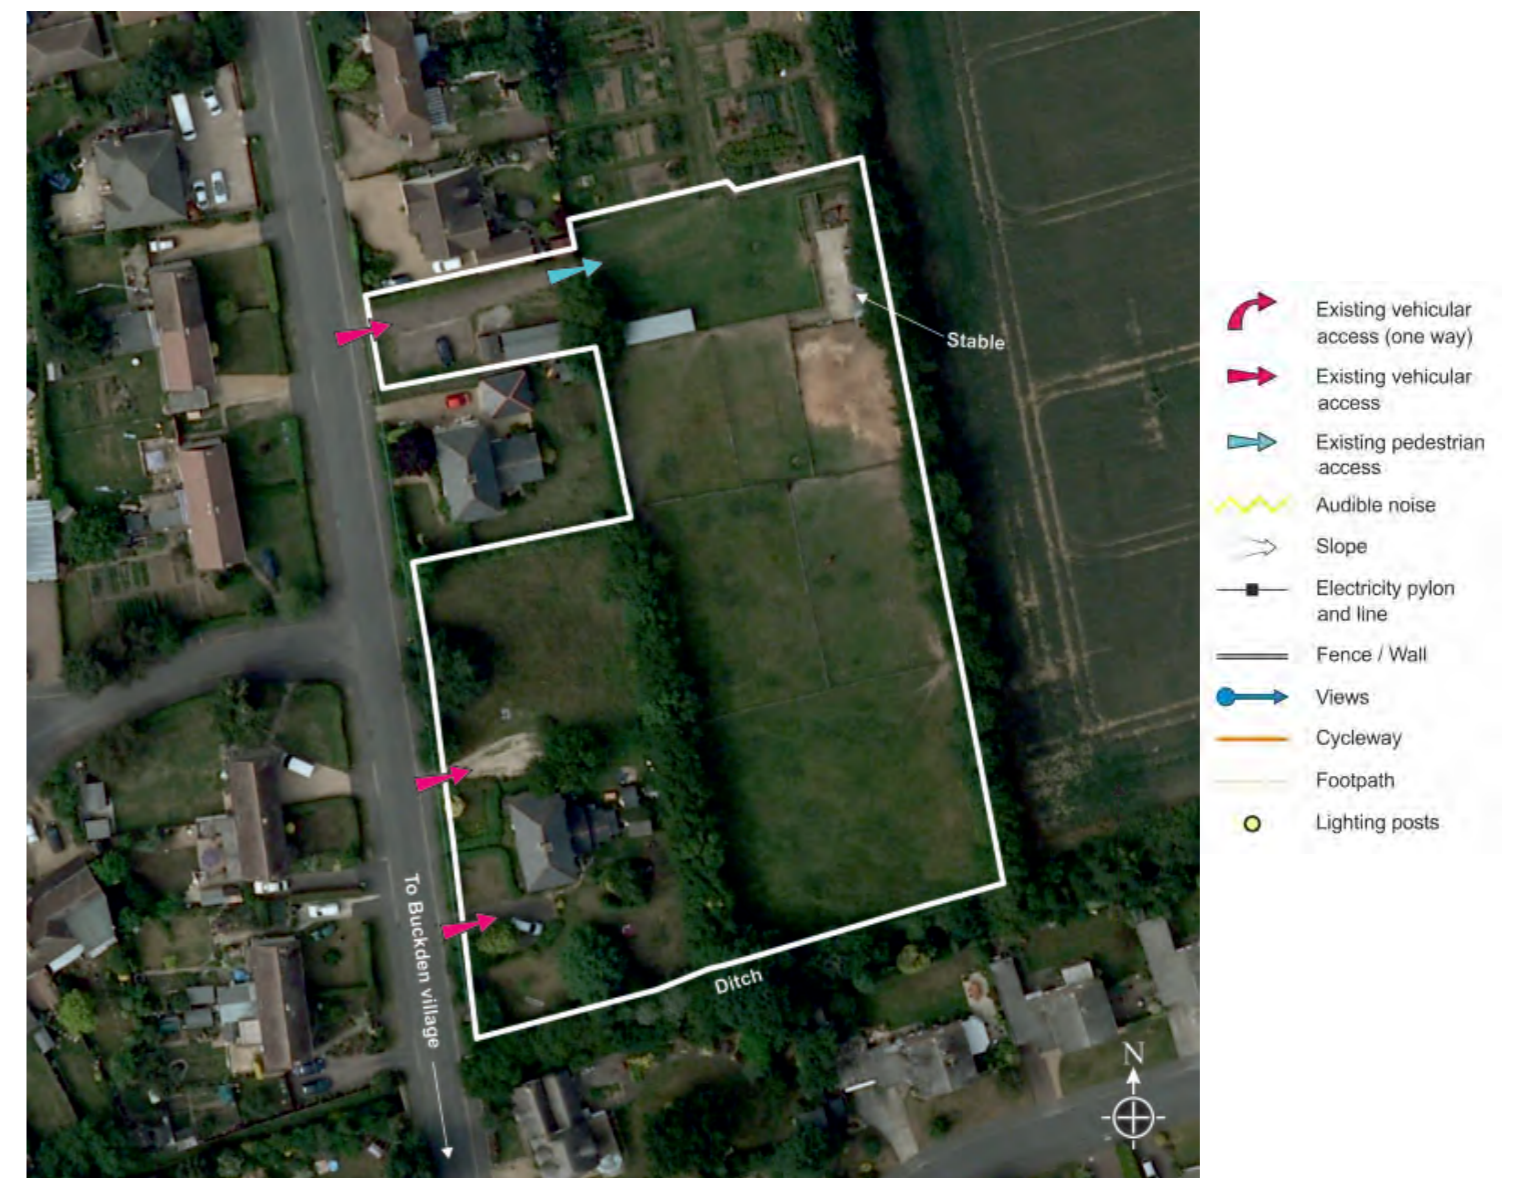 Stable
To Buckden village
Ditch
N
Existing vehicular
access (one way)
Existing vehicular
access
Existing pedestrian
access
Audible noise
Slope
Electricity pylon
and line
Fence / Wall
Views
Cycleway
Footpath
Lighting posts